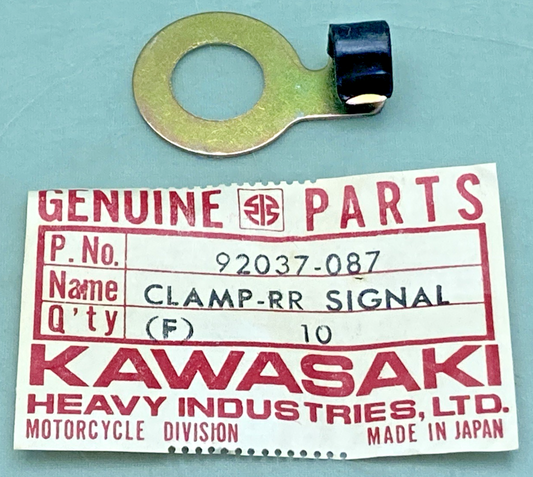 GENUINE PARTS
P. No. 92037-087
Name CLAMP-RR SIGNAL
Q'ty (F) 10
KAWASAKI
HEAVY INDUSTRIES, LTD.
MOTORCYCLE DIVISION MADE IN JAPAN